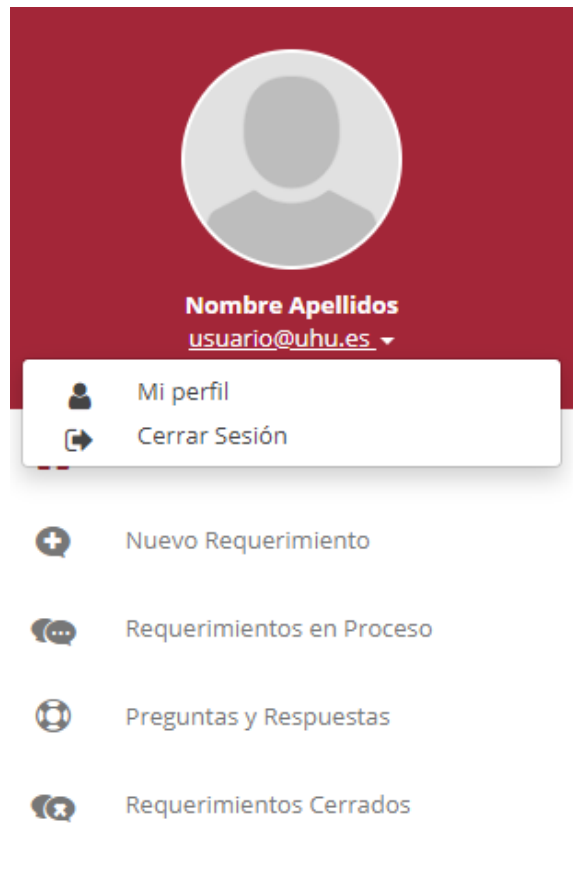 Nombre Apellidos
usuario@uhu.es
Mi perfil
Cerrar Sesión
Nuevo Requerimiento
Requerimientos en Proceso
Preguntas y Respuestas
Requerimientos Cerrados